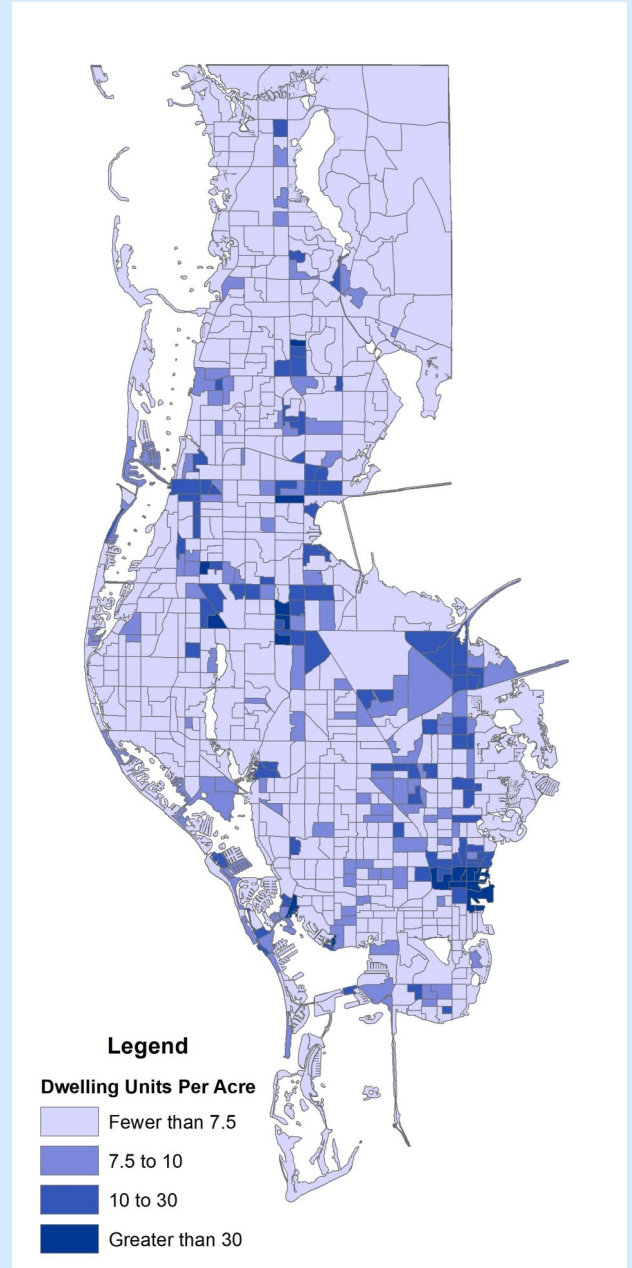 Legend
Dwelling Units Per Acre
Fewer than 7.5
7.5 to 10
10 to 30
Greater than 30